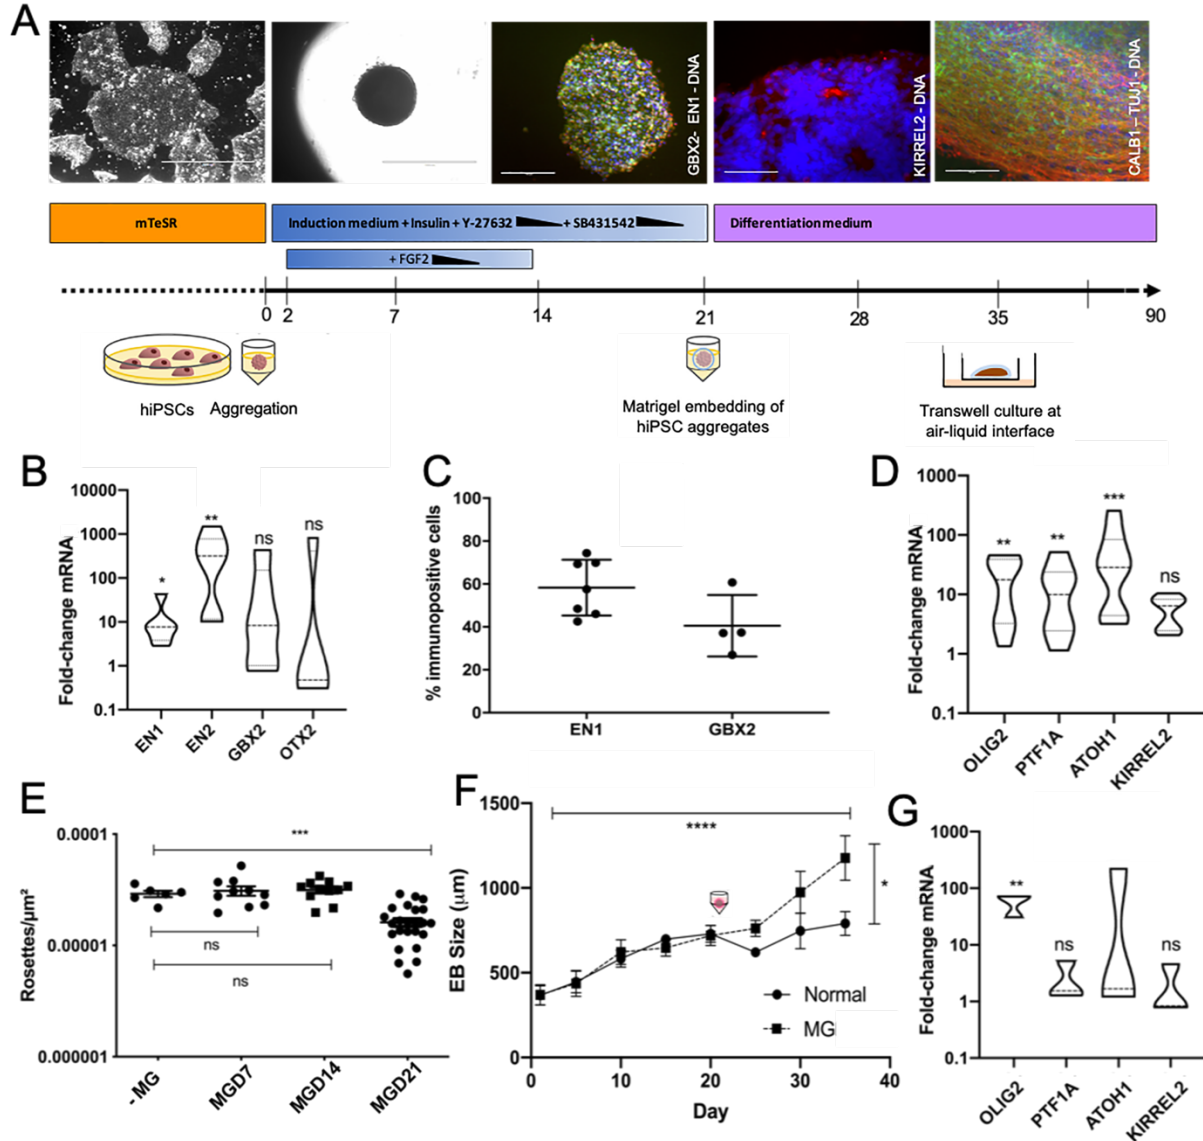 A
GBX2- EN1 - DNA
KIRREL2 - DNA
CALB1 – TUJ1 - DNA
mTeSR
Induction medium + Insulin + Y-27632 + SB431542
Differentiation medium
+ FGF2
0 2 7 14 21 28 35 90
hiPSCs Aggregation
Matrigel embedding of
hiPSC aggregates
Transwell culture at
air-liquid interface
B
Fold-change mRNA
10000
1000
100
10
1
0.1
*
**
ns
ns
EN1 EN2 GBX2 OTX2
C
% immunopositive cells
100
80
60
40
20
0
EN1 GBX2
D
Fold-change mRNA
1000
100
10
1
0.1
**
**
***
ns
OLIG2 PTF1A ATOH1 KIRREL2
E
Rosettes/µm²
0.0001
0.00001
0.000001
***
ns
ns
-MG MGD7 MGD14 MGD21
F
EB Size (µm)
1500
1000
500
0
****
*
Normal
MG
0 10 20 30 40
Day
G
Fold-change mRNA
1000
100
10
1
0.1
**
ns
ns
OLIG2 PTF1A ATOH1 KIRREL2